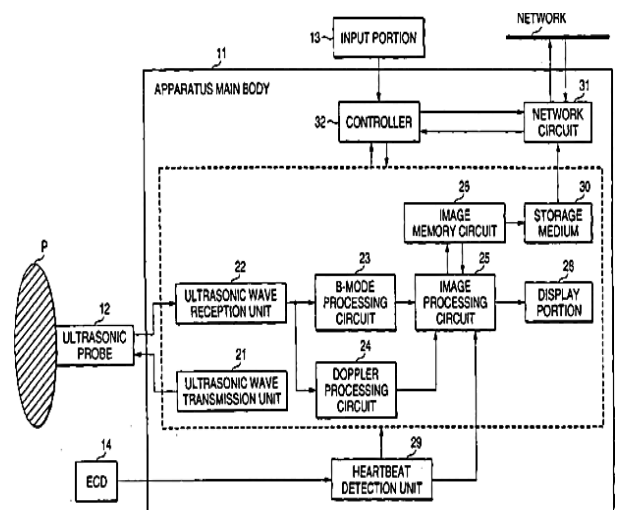 NETWORK
13
INPUT PORTION
11
APPARATUS MAIN BODY
31
32
CONTROLLER
NETWORK
CIRCUIT
26
IMAGE
MEMORY CIRCUIT
30
STORAGE
MEDIUM
P
22
23
25
28
12
ULTRASONIC WAVE
RECEPTION UNIT
B-MODE
PROCESSING
CIRCUIT
IMAGE
PROCESSING
CIRCUIT
DISPLAY
PORTION
ULTRASONIC
PROBE
21
24
ULTRASONIC WAVE
TRANSMISSION UNIT
DOPPLER
PROCESSING
CIRCUIT
14
29
ECD
HEARTBEAT
DETECTION UNIT